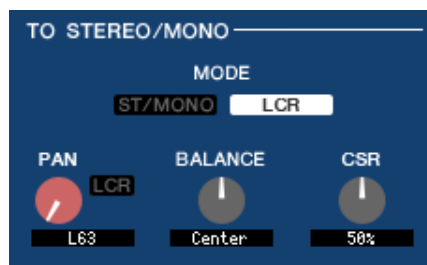 TO STEREO/MONO
MODE
ST/MONO LCR
PAN BALANCE CSR
LCR
L63 Center 50%